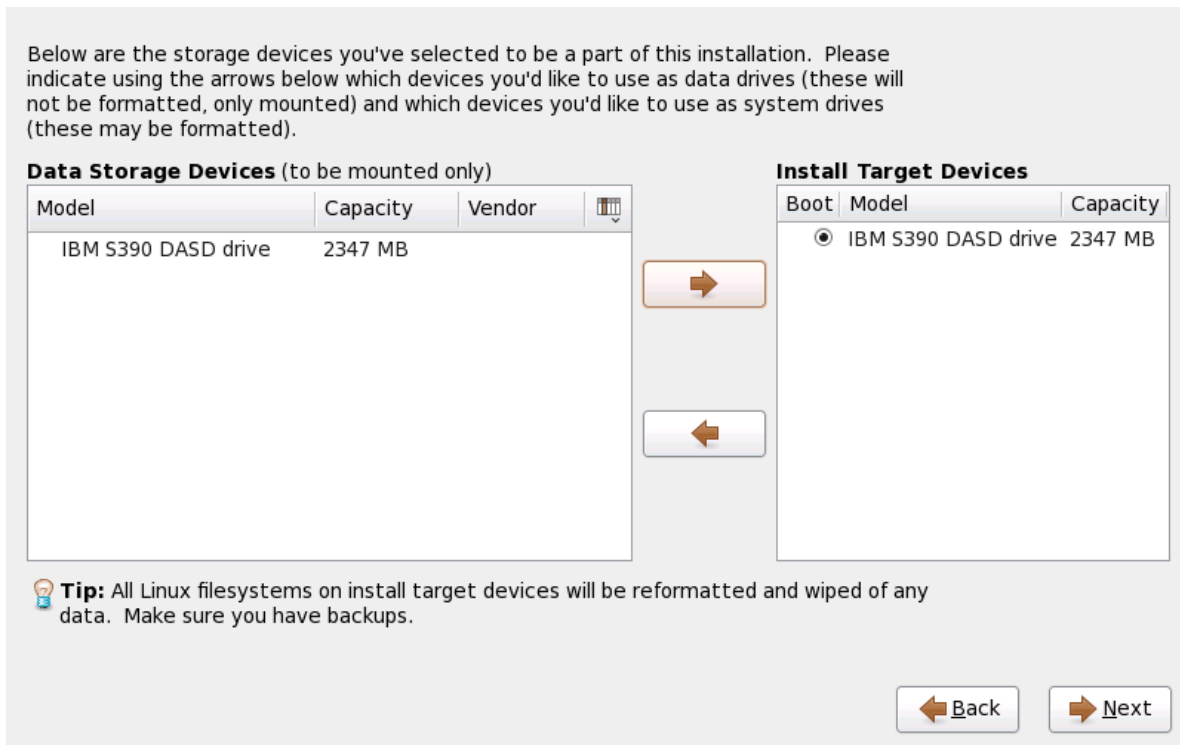 Below are the storage devices you've selected to be a part of this installation.  Please
indicate using the arrows below which devices you'd like to use as data drives (these will
not be formatted, only mounted) and which devices you'd like to use as system drives
(these may be formatted).
Data Storage Devices (to be mounted only)
Model Capacity Vendor
IBM S390 DASD drive 2347 MB
Install Target Devices
Boot Model Capacity
IBM S390 DASD drive 2347 MB
Tip: All Linux filesystems on install target devices will be reformatted and wiped of any
data.  Make sure you have backups.
Back
Next